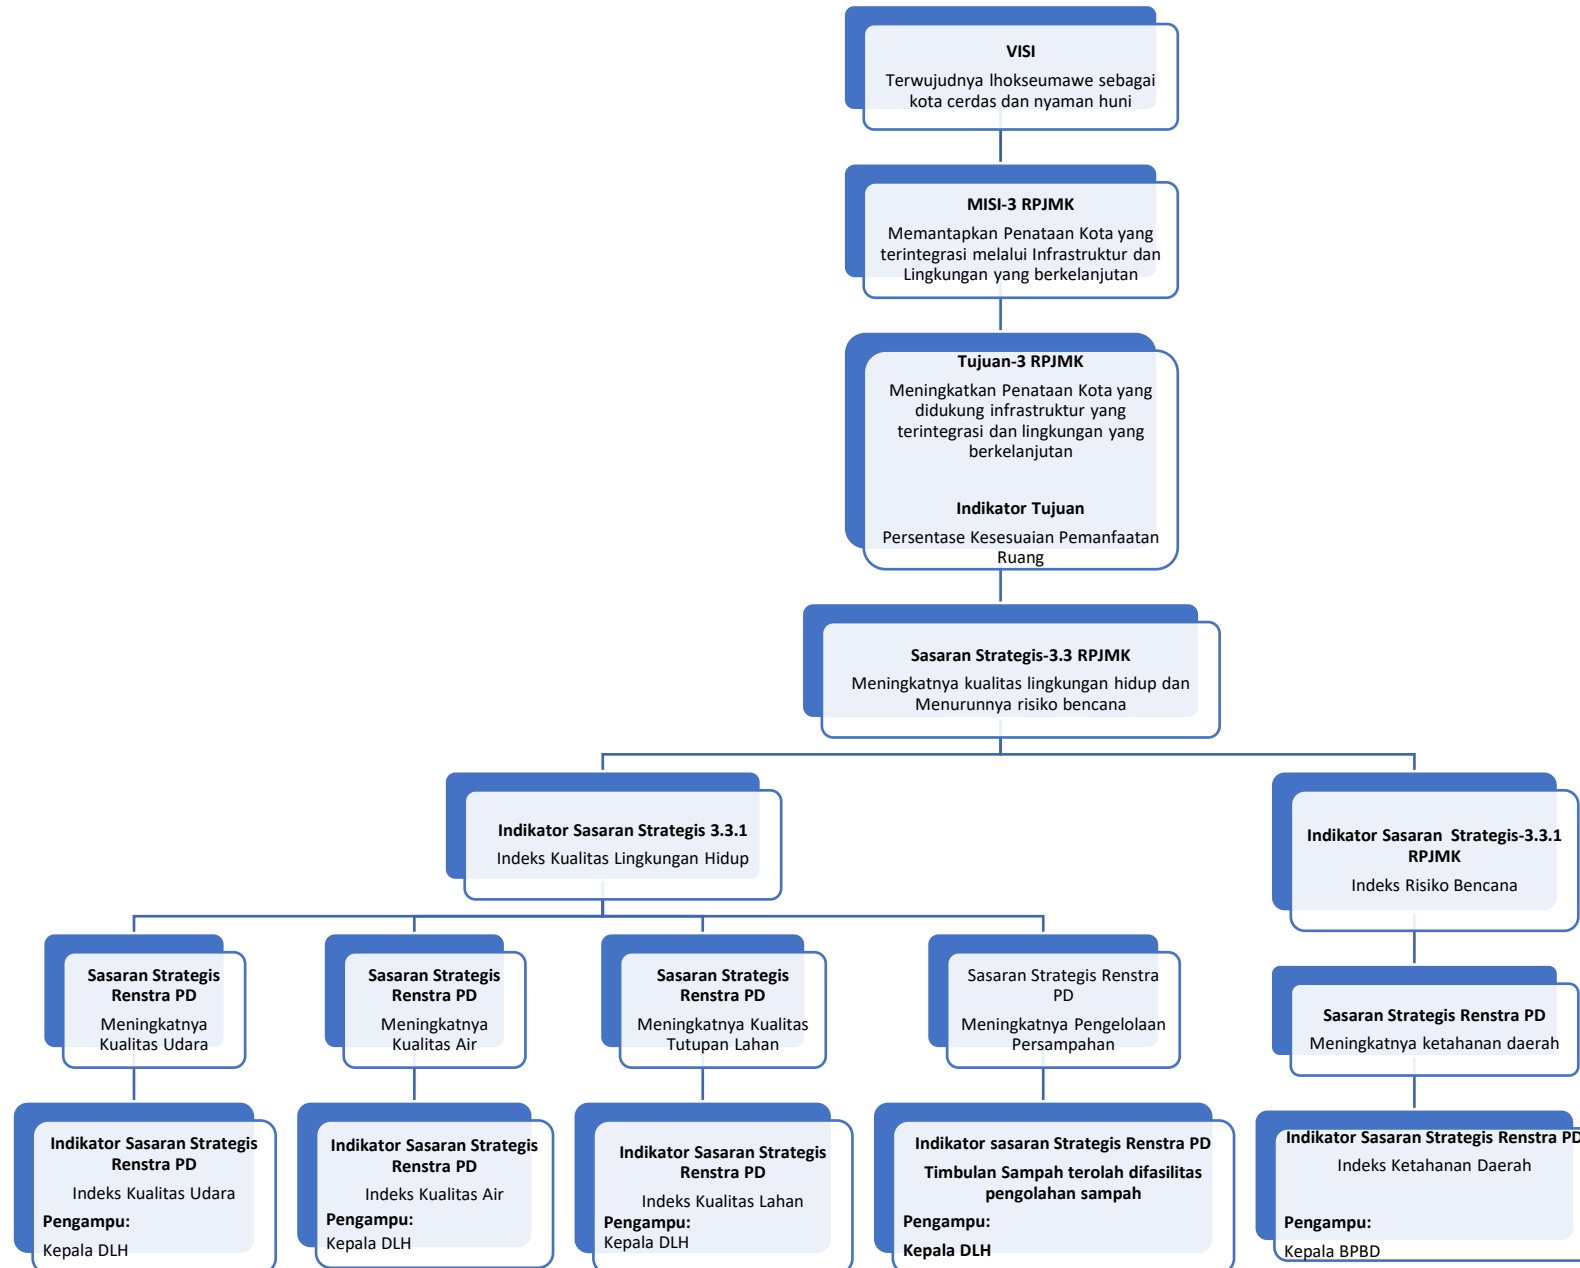 VISI
Terwujudnya lhokseumawe sebagai
kota cerdas dan nyaman huni
MISI-3 RPJMK
Memantapkan Penataan Kota yang
terintegrasi melalui Infrastruktur dan
Lingkungan yang berkelanjutan
Tujuan-3 RPJMK
Meningkatkan Penataan Kota yang
didukung infrastruktur yang
terintegrasi dan lingkungan yang
berkelanjutan
Indikator Tujuan
Persentase Kesesuaian Pemanfaatan
Ruang
Sasaran Strategis-3.3 RPJMK
Meningkatnya kualitas lingkungan hidup dan
Menurunnya risiko bencana
Indikator Sasaran Strategis 3.3.1
Indeks Kualitas Lingkungan Hidup
Indikator Sasaran Strategis-3.3.1
RPJMK
Indeks Risiko Bencana
Sasaran Strategis
Renstra PD
Meningkatnya
Kualitas Udara
Sasaran Strategis
Renstra PD
Meningkatnya
Kualitas Air
Sasaran Strategis
Renstra PD
Meningkatnya Kualitas
Tutupan Lahan
Sasaran Strategis Renstra
PD
Meningkatnya Pengelolaan
Persampahan
Sasaran Strategis Renstra PD
Meningkatnya ketahanan daerah
Indikator Sasaran Strategis
Renstra PD
Indeks Kualitas Udara
Pengampu:
Kepala DLH
Indikator Sasaran Strategis
Renstra PD
Indeks Kualitas Air
Pengampu:
Kepala DLH
Indikator Sasaran Strategis
Renstra PD
Indeks Kualitas Lahan
Pengampu:
Kepala DLH
Indikator sasaran Strategis Renstra PD
Timbulan Sampah terolah difasilitas
pengolahan sampah
Pengampu:
Kepala DLH
Indikator Sasaran Strategis Renstra PD
Indeks Ketahanan Daerah
Pengampu:
Kepala BPBD